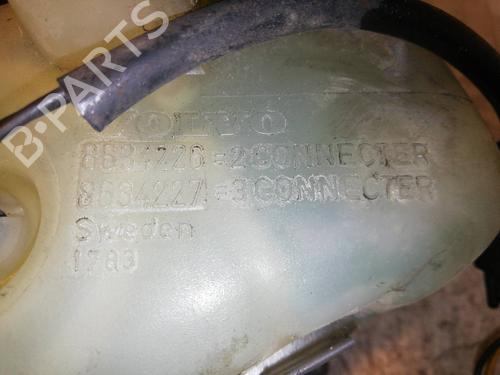 B-PARTS
VOLVO
8634226=2CONNECTER
8634227=3CONNECTER
Sweden
1783